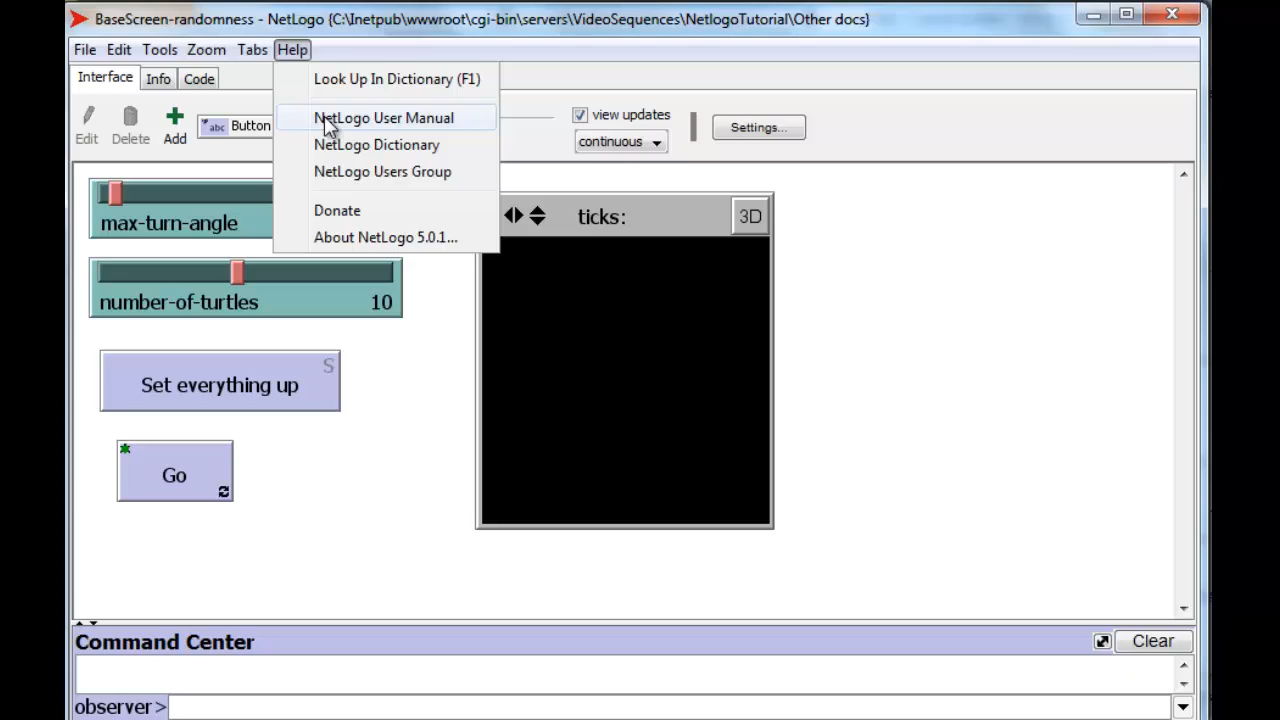 BaseScreen-randomness - NetLogo {C:\Inetpub\wwwroot\cgi-bin\servers\VideoSequences\NetlogoTutorial\Other docs}
File Edit Tools Zoom Tabs Help
Interface Info Code
Look Up In Dictionary (F1)
NetLogo User Manual
NetLogo Dictionary
NetLogo Users Group
Donate
About NetLogo 5.0.1...
Edit Delete Add
abc Button
view updates
continuous
Settings...
max-turn-angle
ticks:
3D
number-of-turtles 10
S
Set everything up
Go
Command Center
Clear
observer>